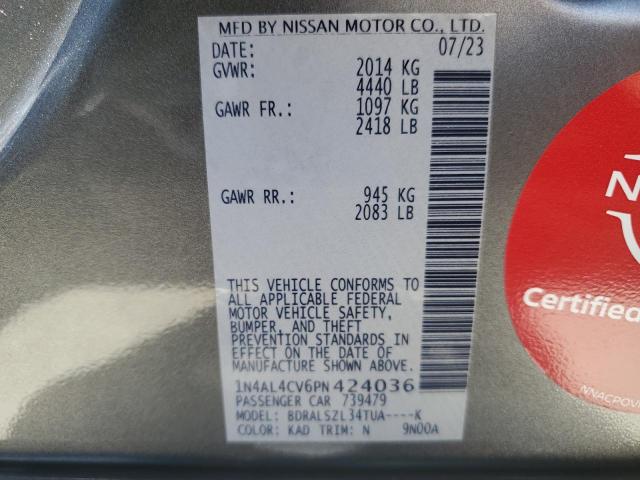 MFD BY NISSAN MOTOR CO., LTD.
DATE: 07/23
GVWR: 2014 KG
4440 LB
GAWR FR.: 1097 KG
2418 LB
GAWR RR.: 945 KG
2083 LB
THIS VEHICLE CONFORMS TO
ALL APPLICABLE FEDERAL
MOTOR VEHICLE SAFETY,
BUMPER, AND THEFT
PREVENTION STANDARDS IN
EFFECT ON THE DATE OF
MANUFACTURE SHOWN ABOVE.
1N4AL4CV6PN424036
PASSENGER CAR 739479
MODEL: BDRALSZL34TUA----K
COLOR: KAD TRIM: N 9N00A
Certified